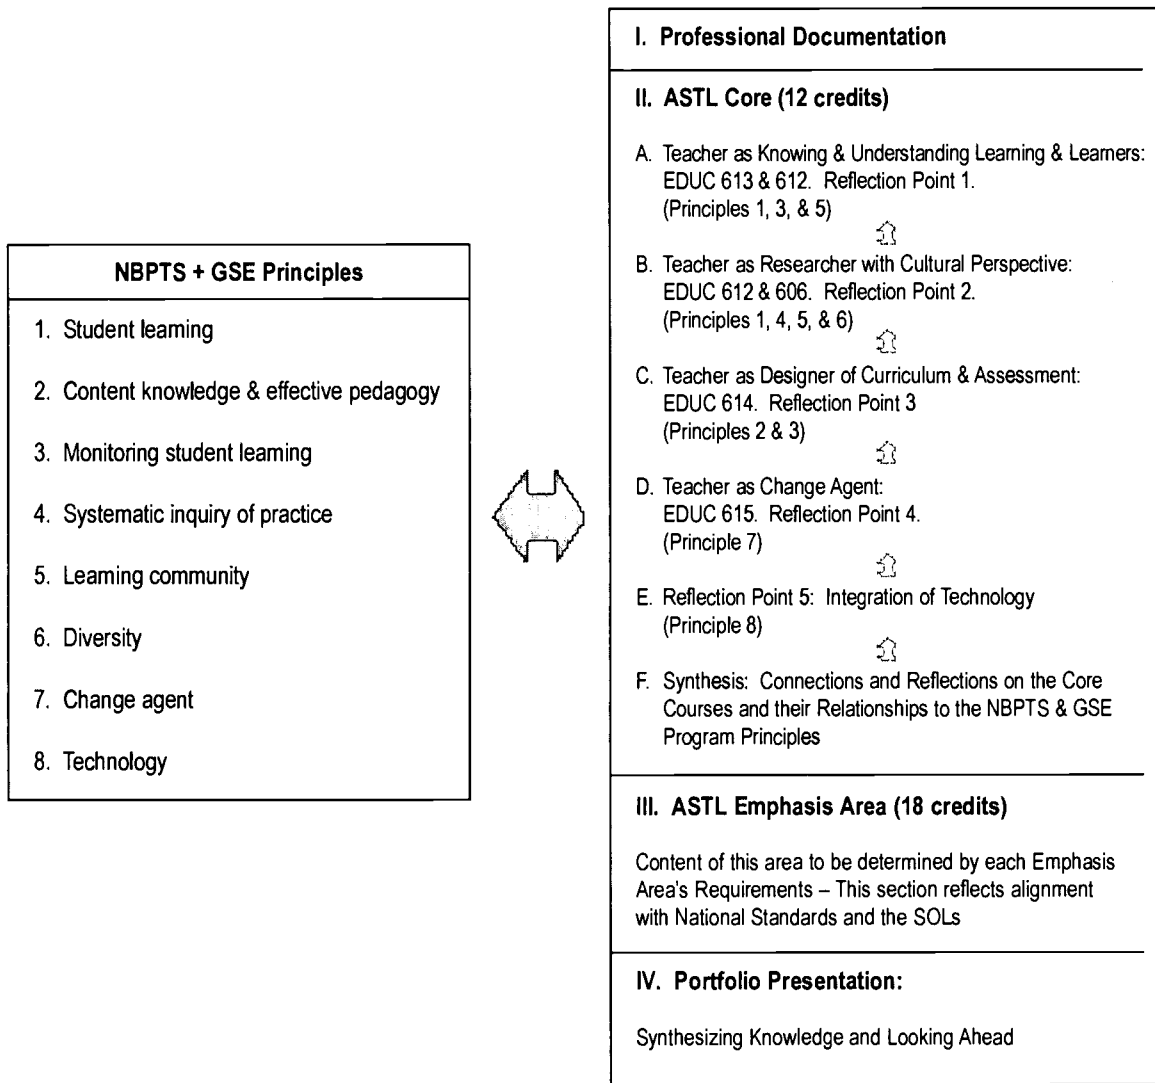 NBPTS + GSE Principles
1. Student learning
2. Content knowledge & effective pedagogy
3. Monitoring student learning
4. Systematic inquiry of practice
5. Learning community
6. Diversity
7. Change agent
8. Technology
I. Professional Documentation
II. ASTL Core (12 credits)
A. Teacher as Knowing & Understanding Learning & Learners:
EDUC 613 & 612. Reflection Point 1.
(Principles 1, 3, & 5)
B. Teacher as Researcher with Cultural Perspective:
EDUC 612 & 606. Reflection Point 2.
(Principles 1, 4, 5, & 6)
C. Teacher as Designer of Curriculum & Assessment:
EDUC 614. Reflection Point 3
(Principles 2 & 3)
D. Teacher as Change Agent:
EDUC 615. Reflection Point 4.
(Principle 7)
E. Reflection Point 5: Integration of Technology
(Principle 8)
F. Synthesis: Connections and Reflections on the Core
Courses and their Relationships to the NBPTS & GSE
Program Principles
III. ASTL Emphasis Area (18 credits)
Content of this area to be determined by each Emphasis
Area's Requirements – This section reflects alignment
with National Standards and the SOLs
IV. Portfolio Presentation:
Synthesizing Knowledge and Looking Ahead